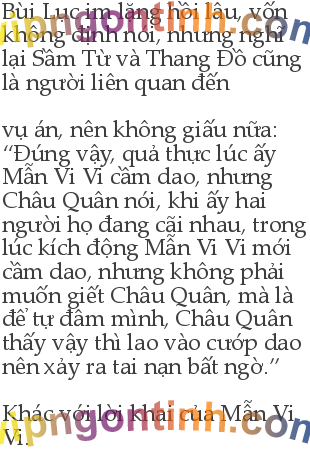 Bùi Lục im lặng hồi lâu, vốn
không định nói, nhưng nghĩ
lại Sầm Từ và Thang Đồ cũng
là người liên quan đến
vụ án, nên không giấu nữa:
“Đúng vậy, quả thực lúc ấy
Mẫn Vi Vi cầm dao, nhưng
Châu Quân nói, khi ấy hai
người họ đang cãi nhau, trong
lúc kích động Mẫn Vi Vi mới
cầm dao, nhưng không phải
muốn giết Châu Quân, mà là
để tự đâm mình, Châu Quân
thấy vậy thì lao vào cướp dao
nên xảy ra tai nạn bất ngờ.”
Khác với lời khai của Mẫn Vi
Vi.
vipngontinh.com
vipngontinh.com